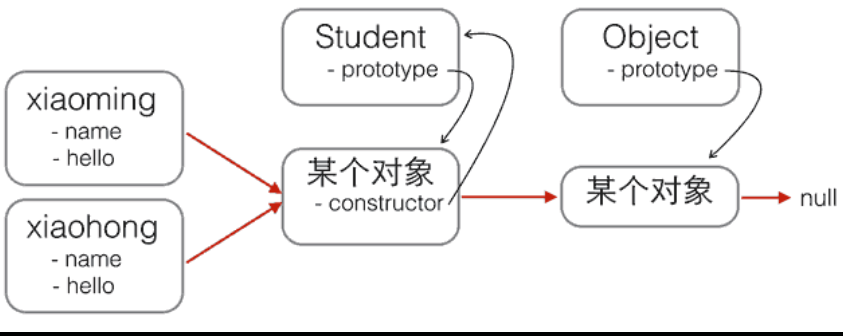 xiaoming
- name
- hello
xiaohong
- name
- hello
Student
- prototype
某个对象
- constructor
Object
- prototype
某个对象
null